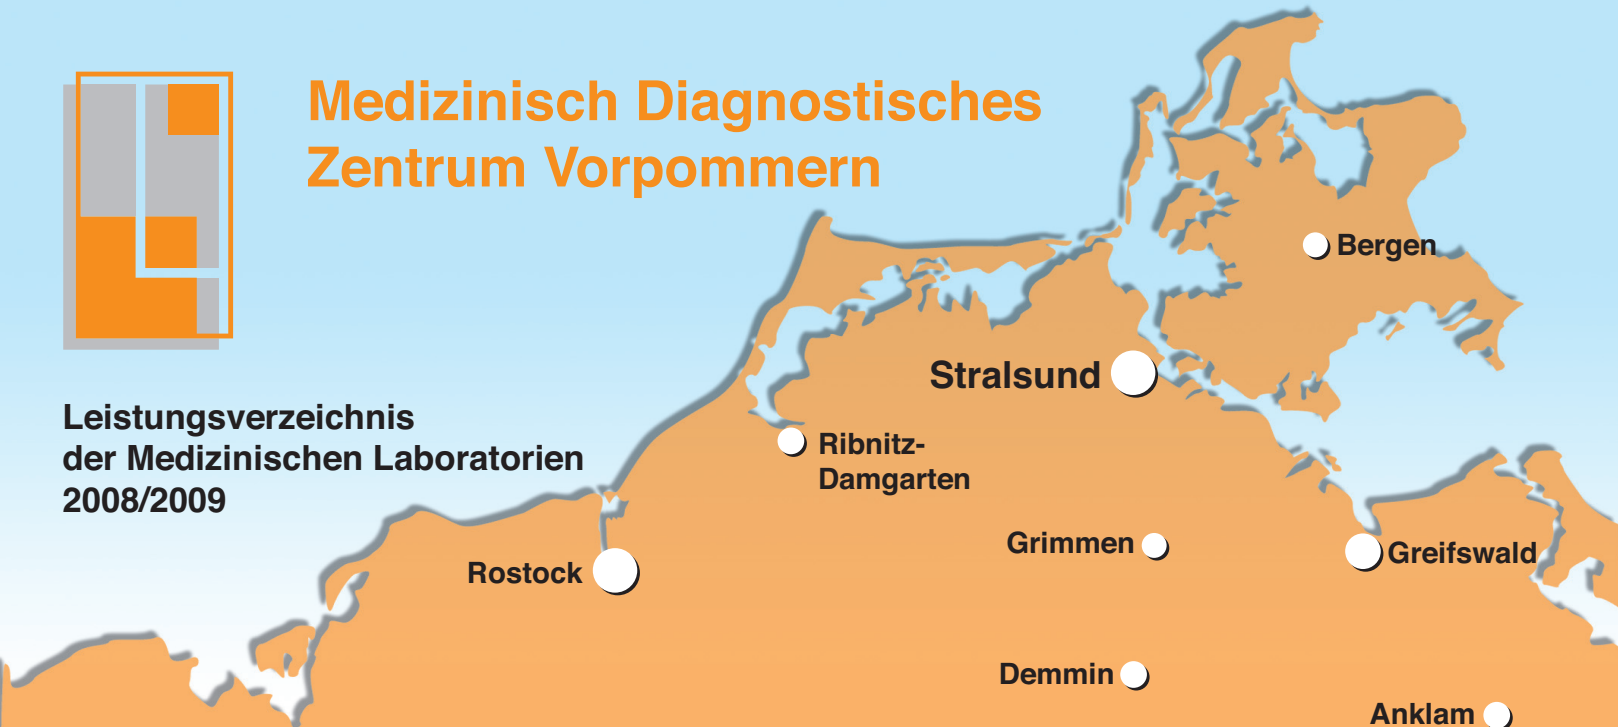 Medizinisch Diagnostisches
Zentrum Vorpommern
Bergen
Stralsund
Leistungsverzeichnis
der Medizinischen Laboratorien
2008/2009
Ribnitz-
Damgarten
Grimmen
Greifswald
Rostock
Demmin
Anklam